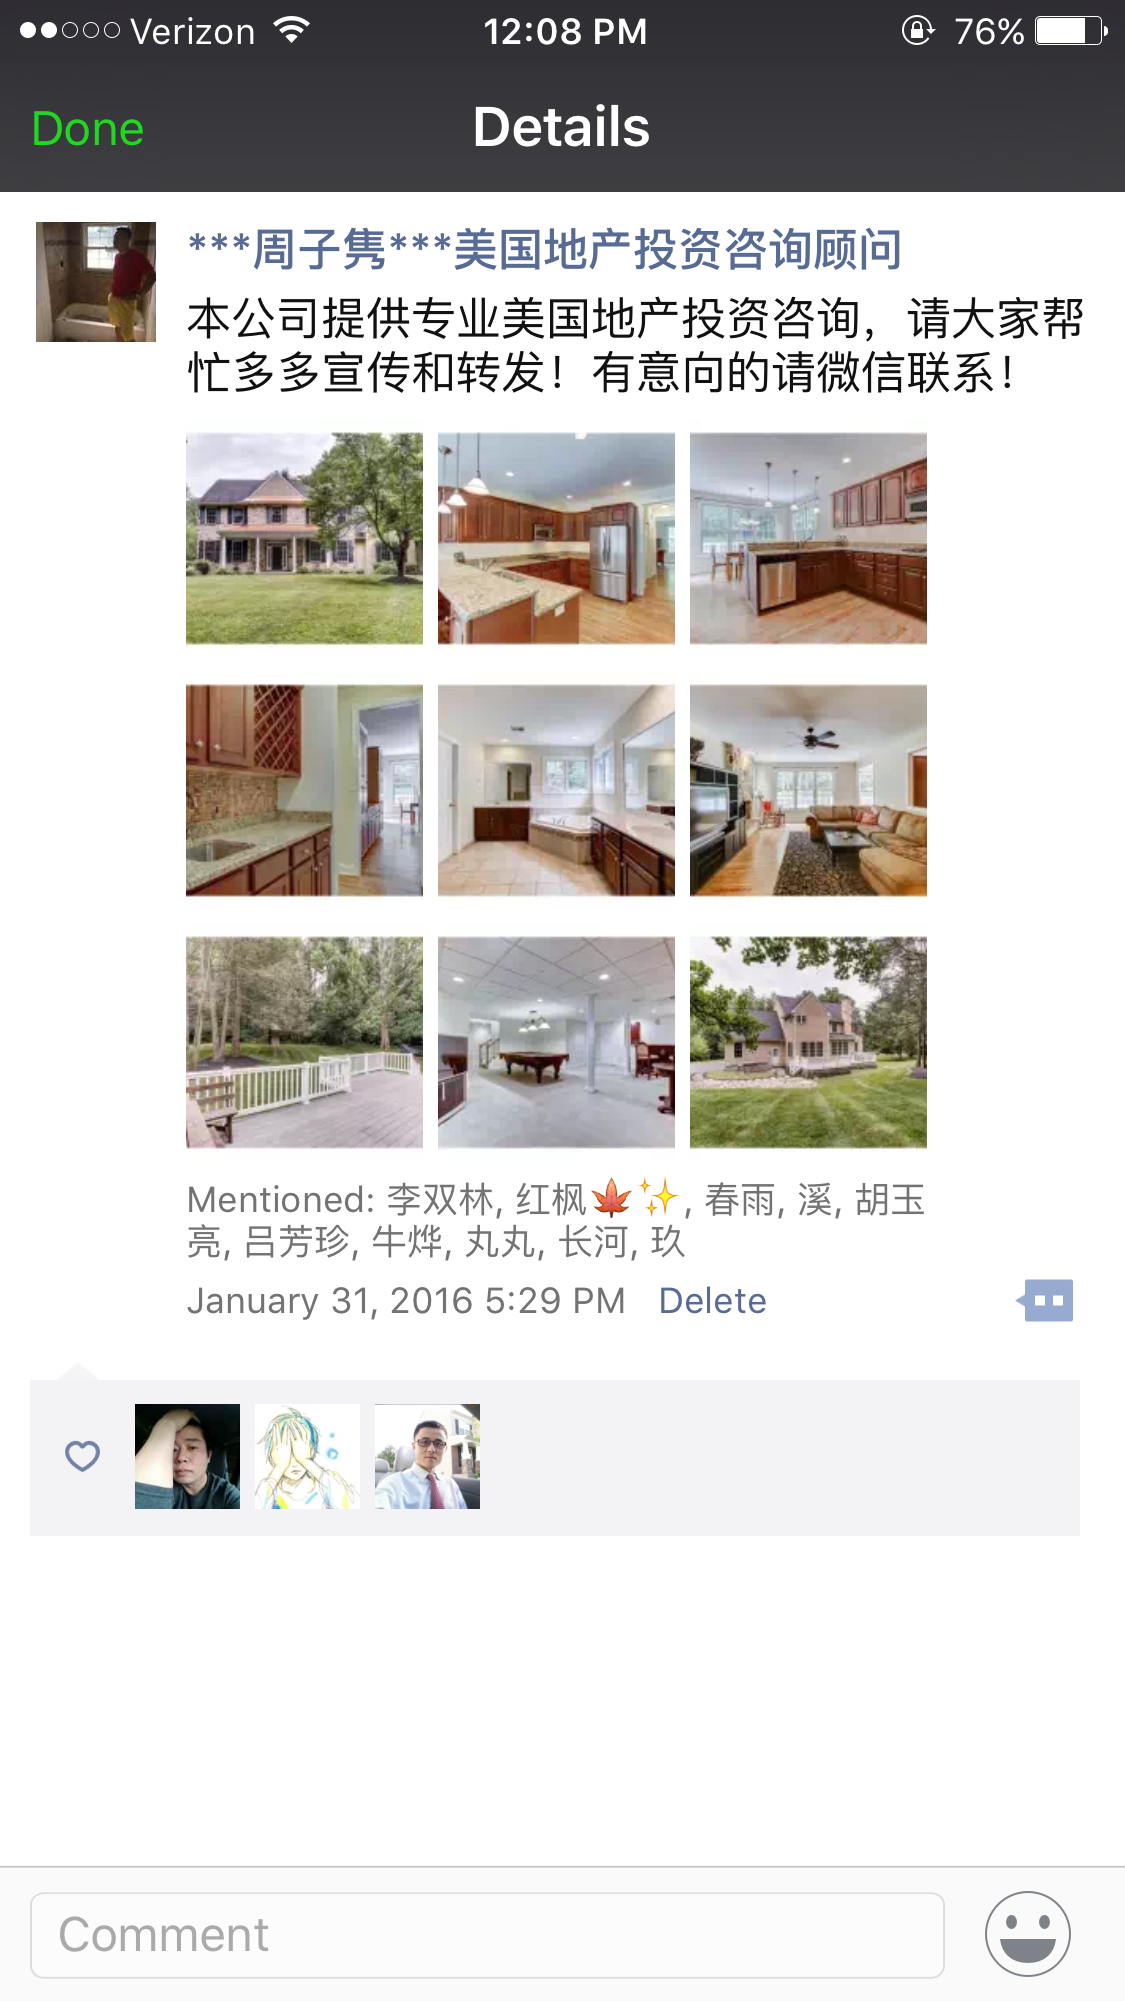 Verizon 12:08 PM 76%
Done Details
***周子隽***美国地产投资咨询顾问
本公司提供专业美国地产投资咨询，请大家帮
忙多多宣传和转发！有意向的请微信联系！
Mentioned: 李双林, 红枫🍁✨, 春雨, 溪, 胡玉
亮, 吕芳珍, 牛烨, 丸丸, 长河, 玖
January 31, 2016 5:29 PM Delete
Comment